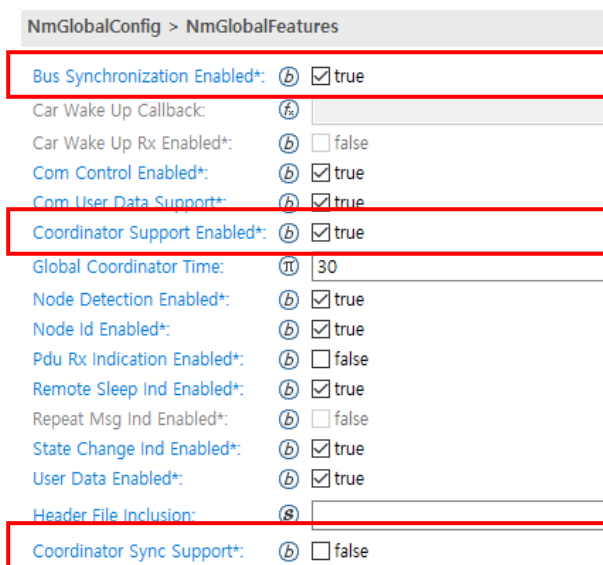 NmGlobalConfig > NmGlobalFeatures
Bus Synchronization Enabled*: b true
Car Wake Up Callback: fx
Car Wake Up Rx Enabled*: b false
Com Control Enabled*: b true
Com User Data Support*: b true
Coordinator Support Enabled*: b true
Global Coordinator Time: π 30
Node Detection Enabled*: b true
Node Id Enabled*: b true
Pdu Rx Indication Enabled*: b false
Remote Sleep Ind Enabled*: b true
Repeat Msg Ind Enabled*: b false
State Change Ind Enabled*: b true
User Data Enabled*: b true
Header File Inclusion: s
Coordinator Sync Support*: b false